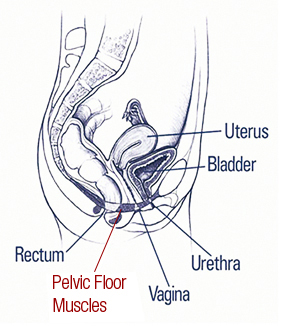 Uterus
Bladder
Rectum
Urethra
Pelvic Floor
Muscles
Vagina